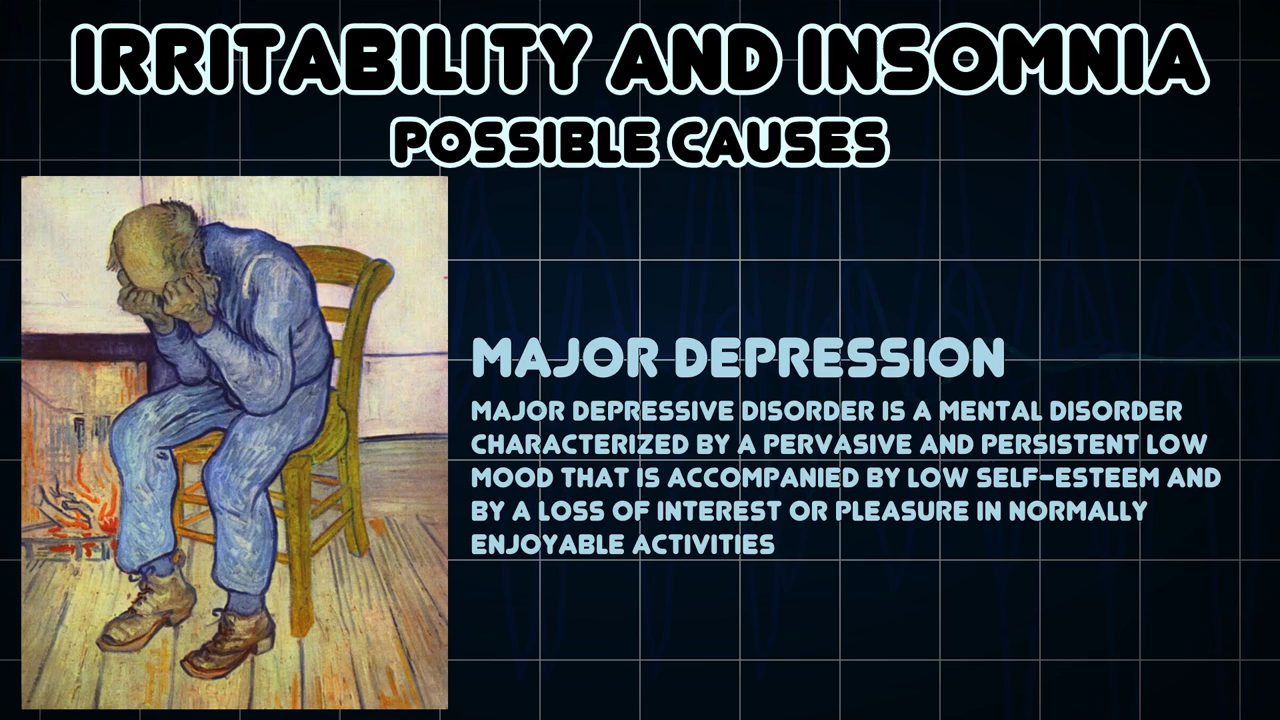 IRRITABILITY AND INSOMNIA
POSSIBLE CAUSES
MAJOR DEPRESSION
MAJOR DEPRESSIVE DISORDER IS A MENTAL DISORDER
CHARACTERIZED BY A PERVASIVE AND PERSISTENT LOW
MOOD THAT IS ACCOMPANIED BY LOW SELF-ESTEEM AND
BY A LOSS OF INTEREST OR PLEASURE IN NORMALLY
ENJOYABLE ACTIVITIES